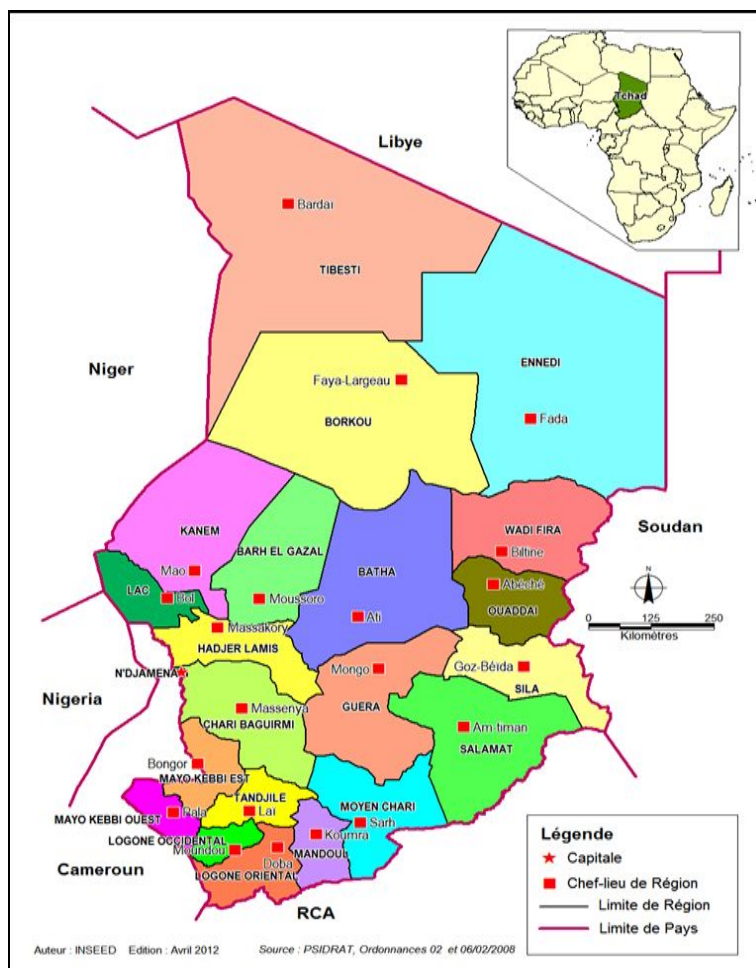 Tchad
Libye
Bardai
TIBESTI
Niger
ENNEDI
Faya-Largeau
BORKOU
Fada
KANEM
WADI FIRA
Soudan
BARH EL GAZAL
Biltine
BATHA
Mao
Abéché
LAC
Bol
Moussoro
OUADDAI
N
Ati
0 125 250
Kilomètres
Massakory
HADJER LAMIS
N'DJAMENA
Mongo
Goz-Béïda
SILA
Nigeria
Massenya
GUERA
CHARI BAGUIRMI
Am-timan
SALAMAT
Bongor
MAYO-KEBBI EST
TANDJILE
MOYEN CHARI
Pala
Laï
MAYO KEBBI OUEST
Sarh
LOGONE OCCIDENTAL
Koumra
Moundou
Doba
MANDOUL
Cameroun
LOGONE ORIENTAL
RCA
Légende
Capitale
Chef-lieu de Région
Limite de Région
Limite de Pays
Auteur : INSEED Edition : Avril 2012 Source : PSIDRAT, Ordonnances 02 et 06/02/2008